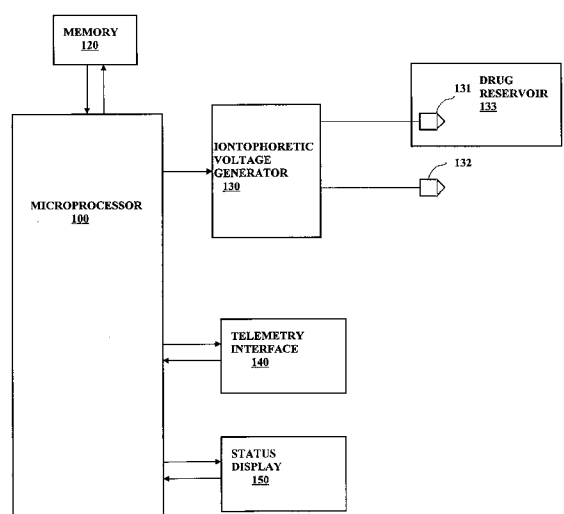 MEMORY
120
DRUG
RESERVOIR
133
131
IONTOPHORETIC
VOLTAGE
GENERATOR
130
132
MICROPROCESSOR
100
TELEMETRY
INTERFACE
140
STATUS
DISPLAY
150